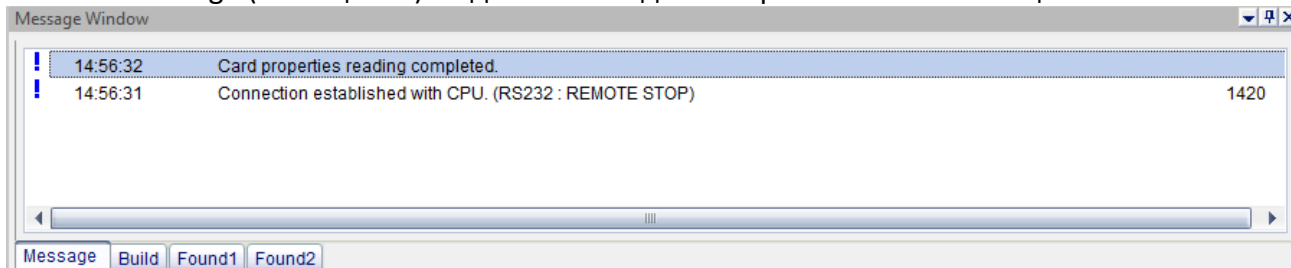 Message Window
! 14:56:32 Card properties reading completed.
! 14:56:31 Connection established with CPU. (RS232 : REMOTE STOP) 1420
Message Build Found1 Found2